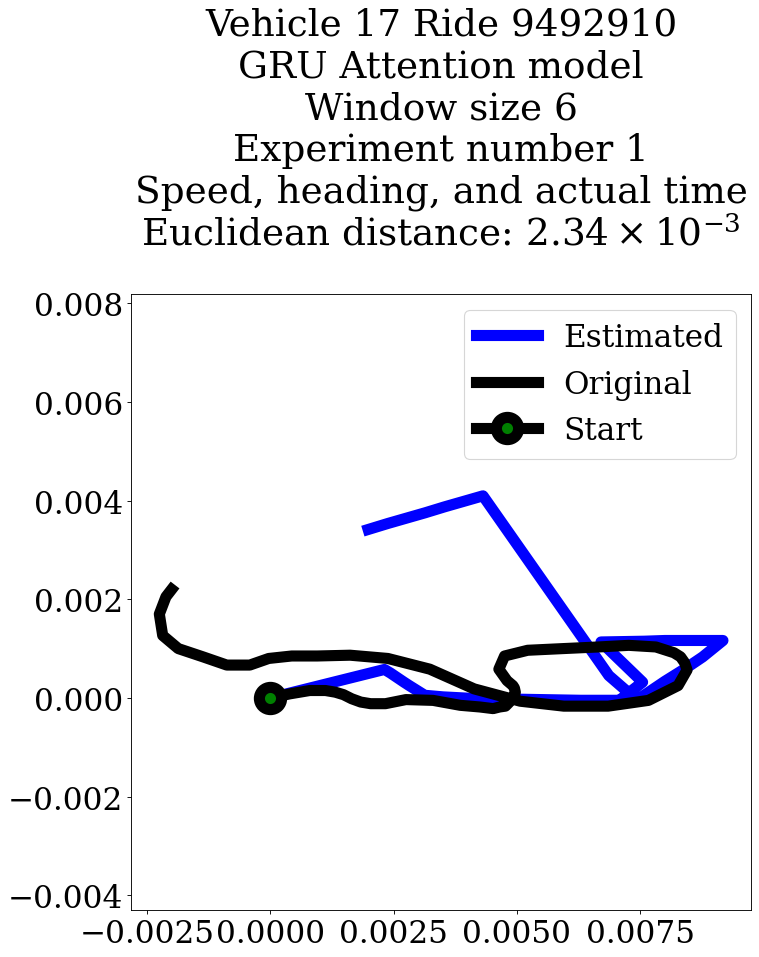 Vehicle 17 Ride 9492910
GRU Attention model
Window size 6
Experiment number 1
Speed, heading, and actual time
Euclidean distance: 2.34 × 10⁻³
0.008
0.006
0.004
0.002
0.000
−0.002
−0.004
Estimated
Original
Start
−0.0025 0.0000 0.0025 0.0050 0.0075